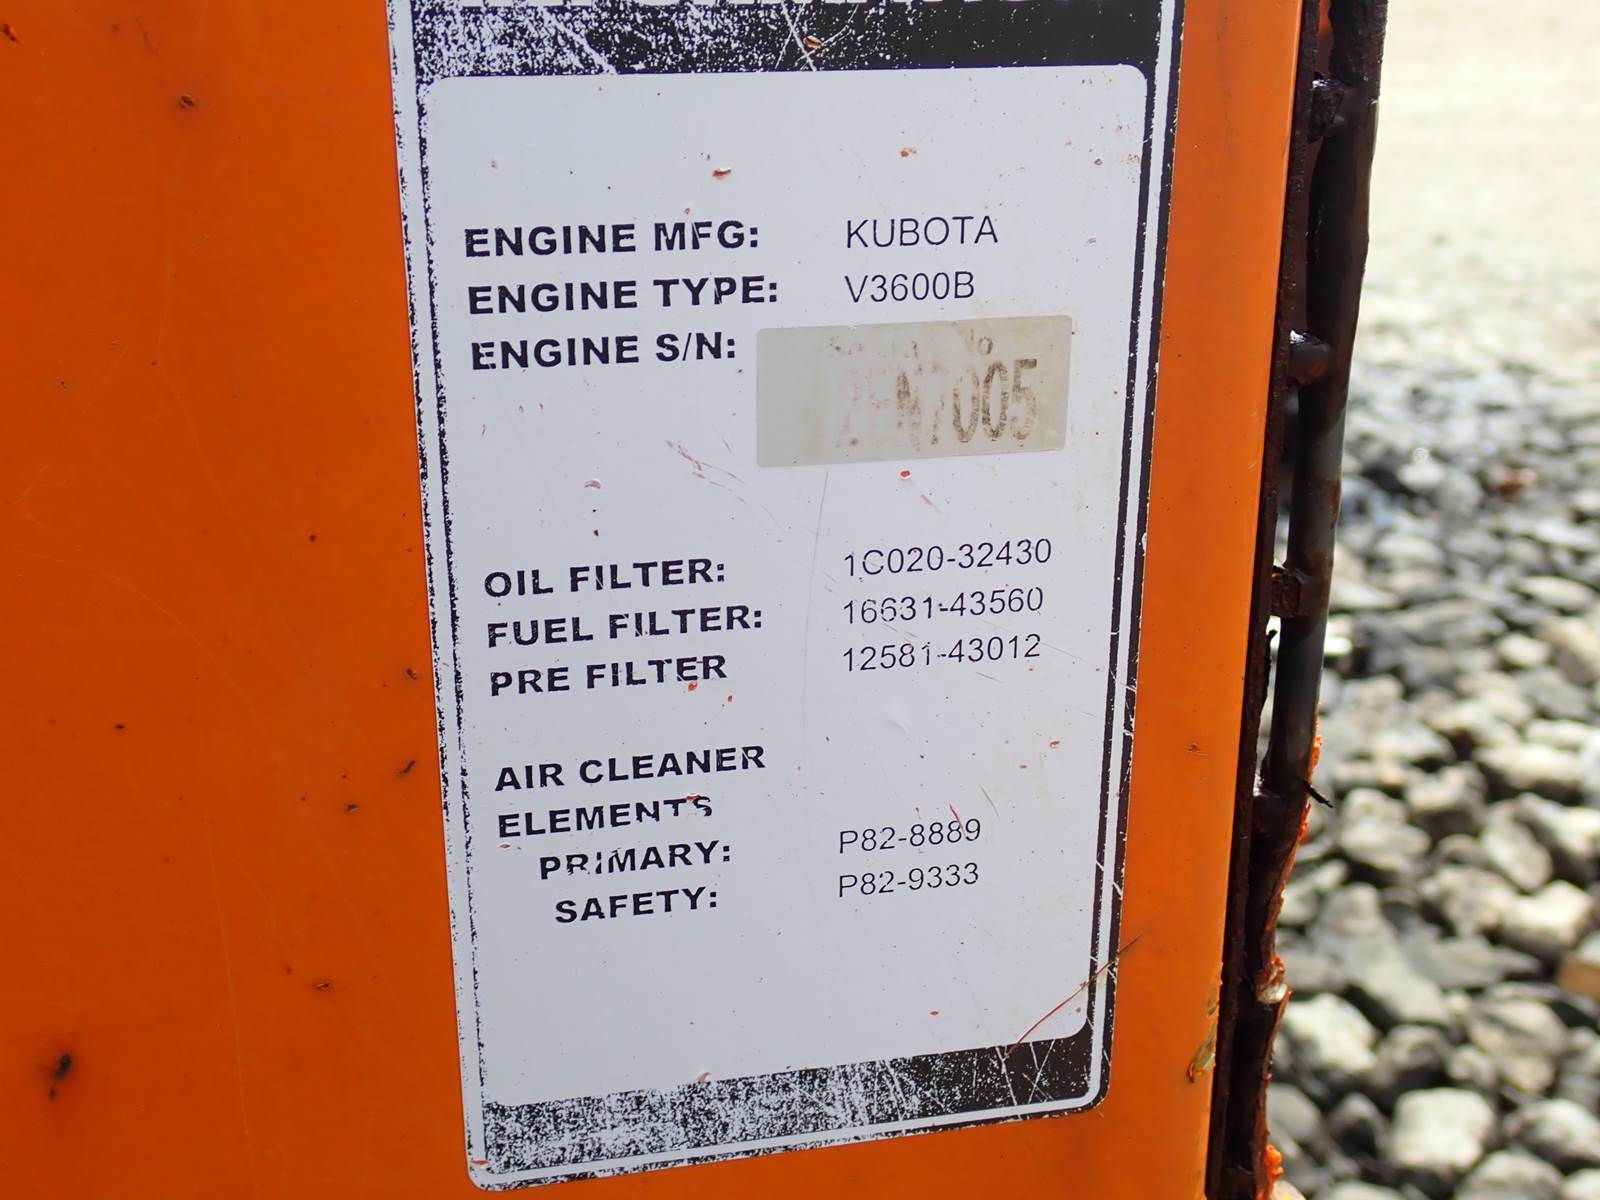 ENGINE MFG: KUBOTA
ENGINE TYPE: V3600B
ENGINE S/N:
No
OIL FILTER: 1C020-32430
FUEL FILTER: 16631-43560
PRE FILTER 12581-43012
AIR CLEANER
ELEMENTS
PRIMARY: P82-8889
SAFETY: P82-9333